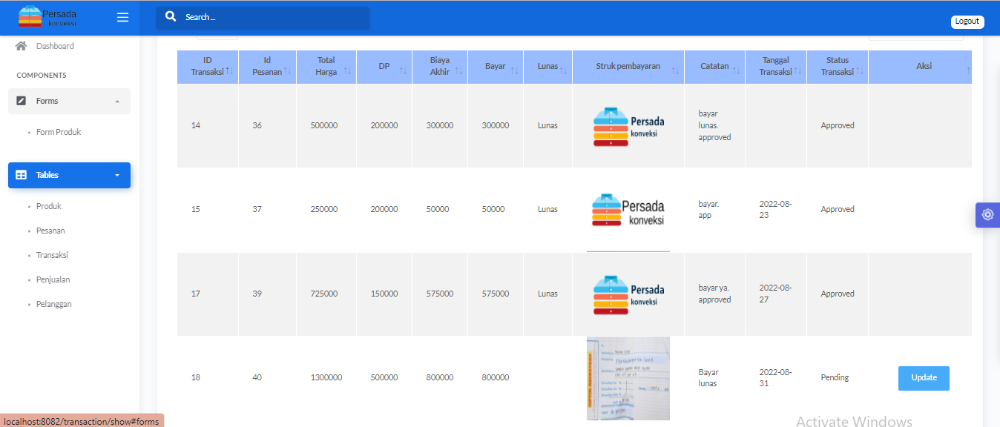 Persada
konveksi
Search ...
Logout
Dashboard
COMPONENTS
Forms
Form Produk
Tables
Produk
Pesanan
Transaksi
Penjualan
Pelanggan
ID Transaksi Id Pesanan Total Harga DP Biaya Akhir Bayar Lunas Struk pembayaran Catatan Tanggal Transaksi Status Transaksi Aksi
14 36 500000 200000 300000 300000 Lunas Persada konveksi bayar lunas. approved Approved
15 37 250000 200000 50000 50000 Lunas Persada konveksi bayar. app 2022-08-23 Approved
17 39 725000 150000 575000 575000 Lunas Persada konveksi bayar ya. approved 2022-08-27 Approved
18 40 1300000 500000 800000 800000 Bayar lunas 2022-08-31 Pending Update
localhost:8082/transaction/show#forms
Activate Windows